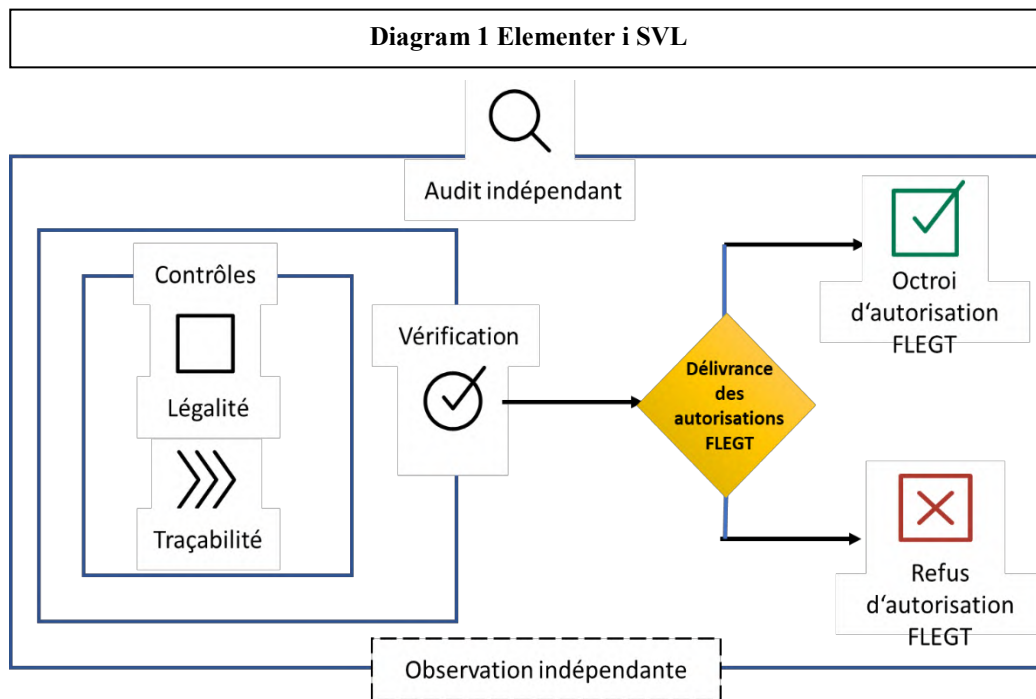 Diagram 1 Elementer i SVL
Audit indépendant
Contrôles
Légalité
Traçabilité
Vérification
Délivrance
des
autorisations
FLEGT
Octroi
d‘autorisation
FLEGT
Refus
d‘autorisation
FLEGT
Observation indépendante